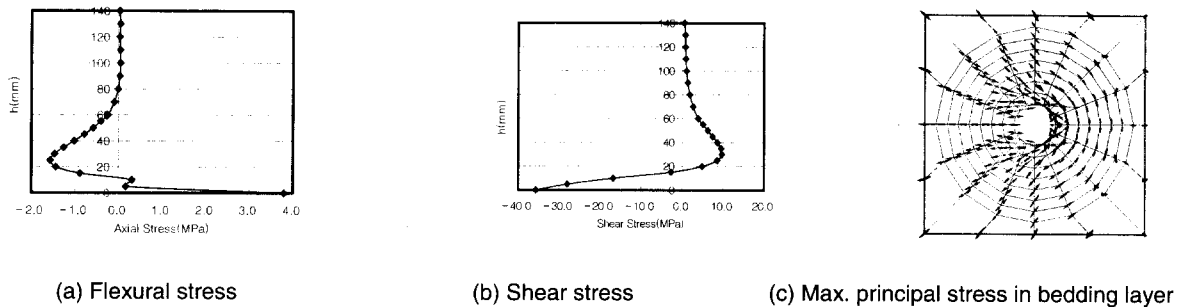 140
120
100
80
60
40
20
0
h(mm)
-2.0 -1.0 0.0 1.0 2.0 3.0 4.0
Axial Stress(MPa)
(a) Flexural stress
140
120
100
80
60
40
20
0
h(mm)
-40.0 -30.0 -20.0 -10.0 0.0 10.0 20.0
Shear Stress(MPa)
(b) Shear stress
(c) Max. principal stress in bedding layer